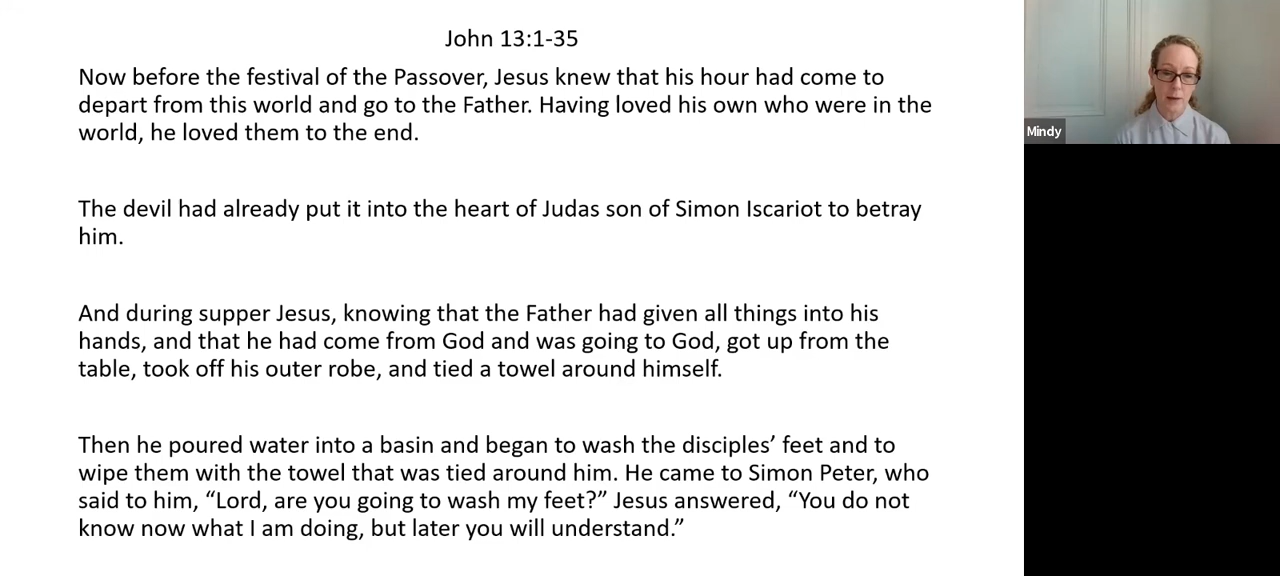 John 13:1-35
Now before the festival of the Passover, Jesus knew that his hour had come to
depart from this world and go to the Father. Having loved his own who were in the
world, he loved them to the end.
The devil had already put it into the heart of Judas son of Simon Iscariot to betray
him.
And during supper Jesus, knowing that the Father had given all things into his
hands, and that he had come from God and was going to God, got up from the
table, took off his outer robe, and tied a towel around himself.
Then he poured water into a basin and began to wash the disciples’ feet and to
wipe them with the towel that was tied around him. He came to Simon Peter, who
said to him, “Lord, are you going to wash my feet?” Jesus answered, “You do not
know now what I am doing, but later you will understand.”
Mindy